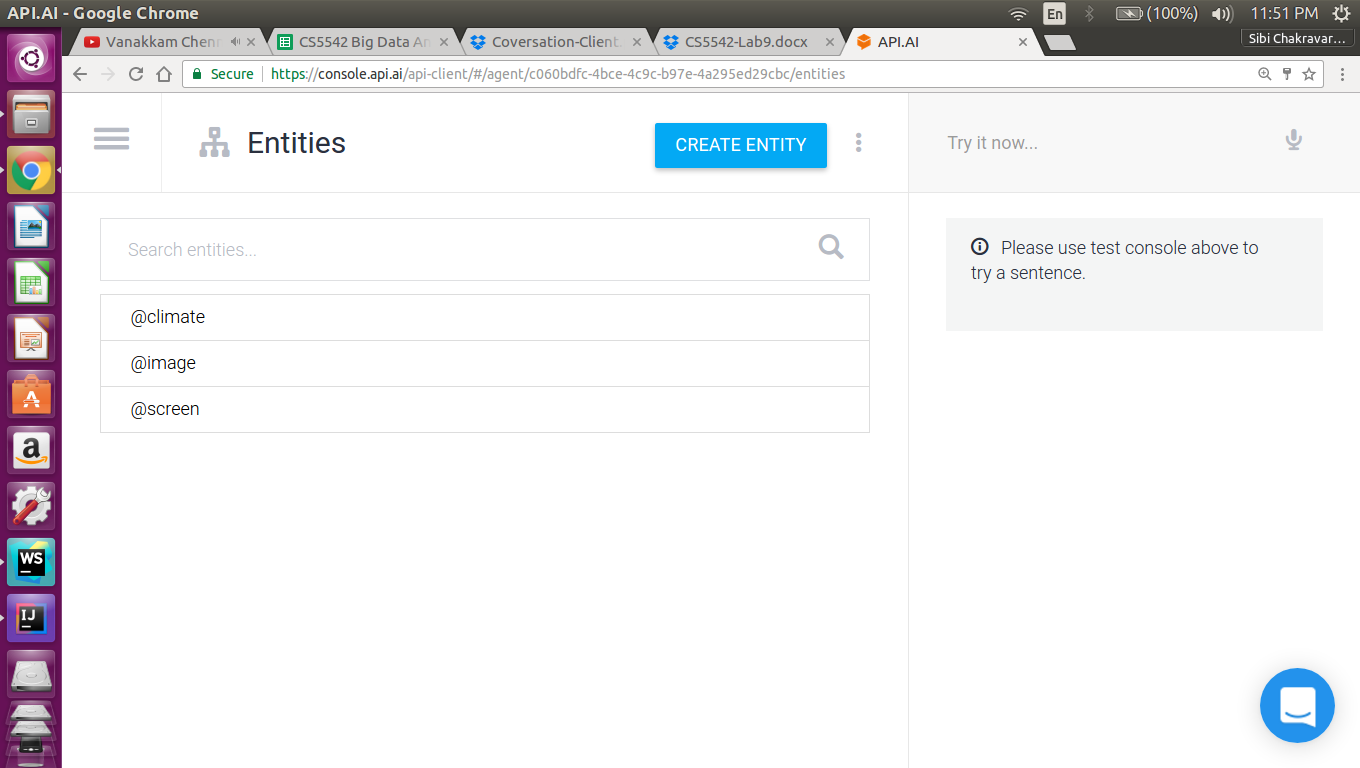 API.AI - Google Chrome
En
(100%)
11:51 PM
Vanakkam Chenn
CS5542 Big Data An
Coversation-Client.
CS5542-Lab9.docx
API.AI
Sibi Chakravar...
Secure
https://console.api.ai/api-client/#/agent/c060bdfc-4bce-4c9c-b97e-4a295ed29cbc/entities
Entities
CREATE ENTITY
Try it now...
Search entities...
Please use test console above to
try a sentence.
@climate
@image
@screen
A
a
WS
IJ